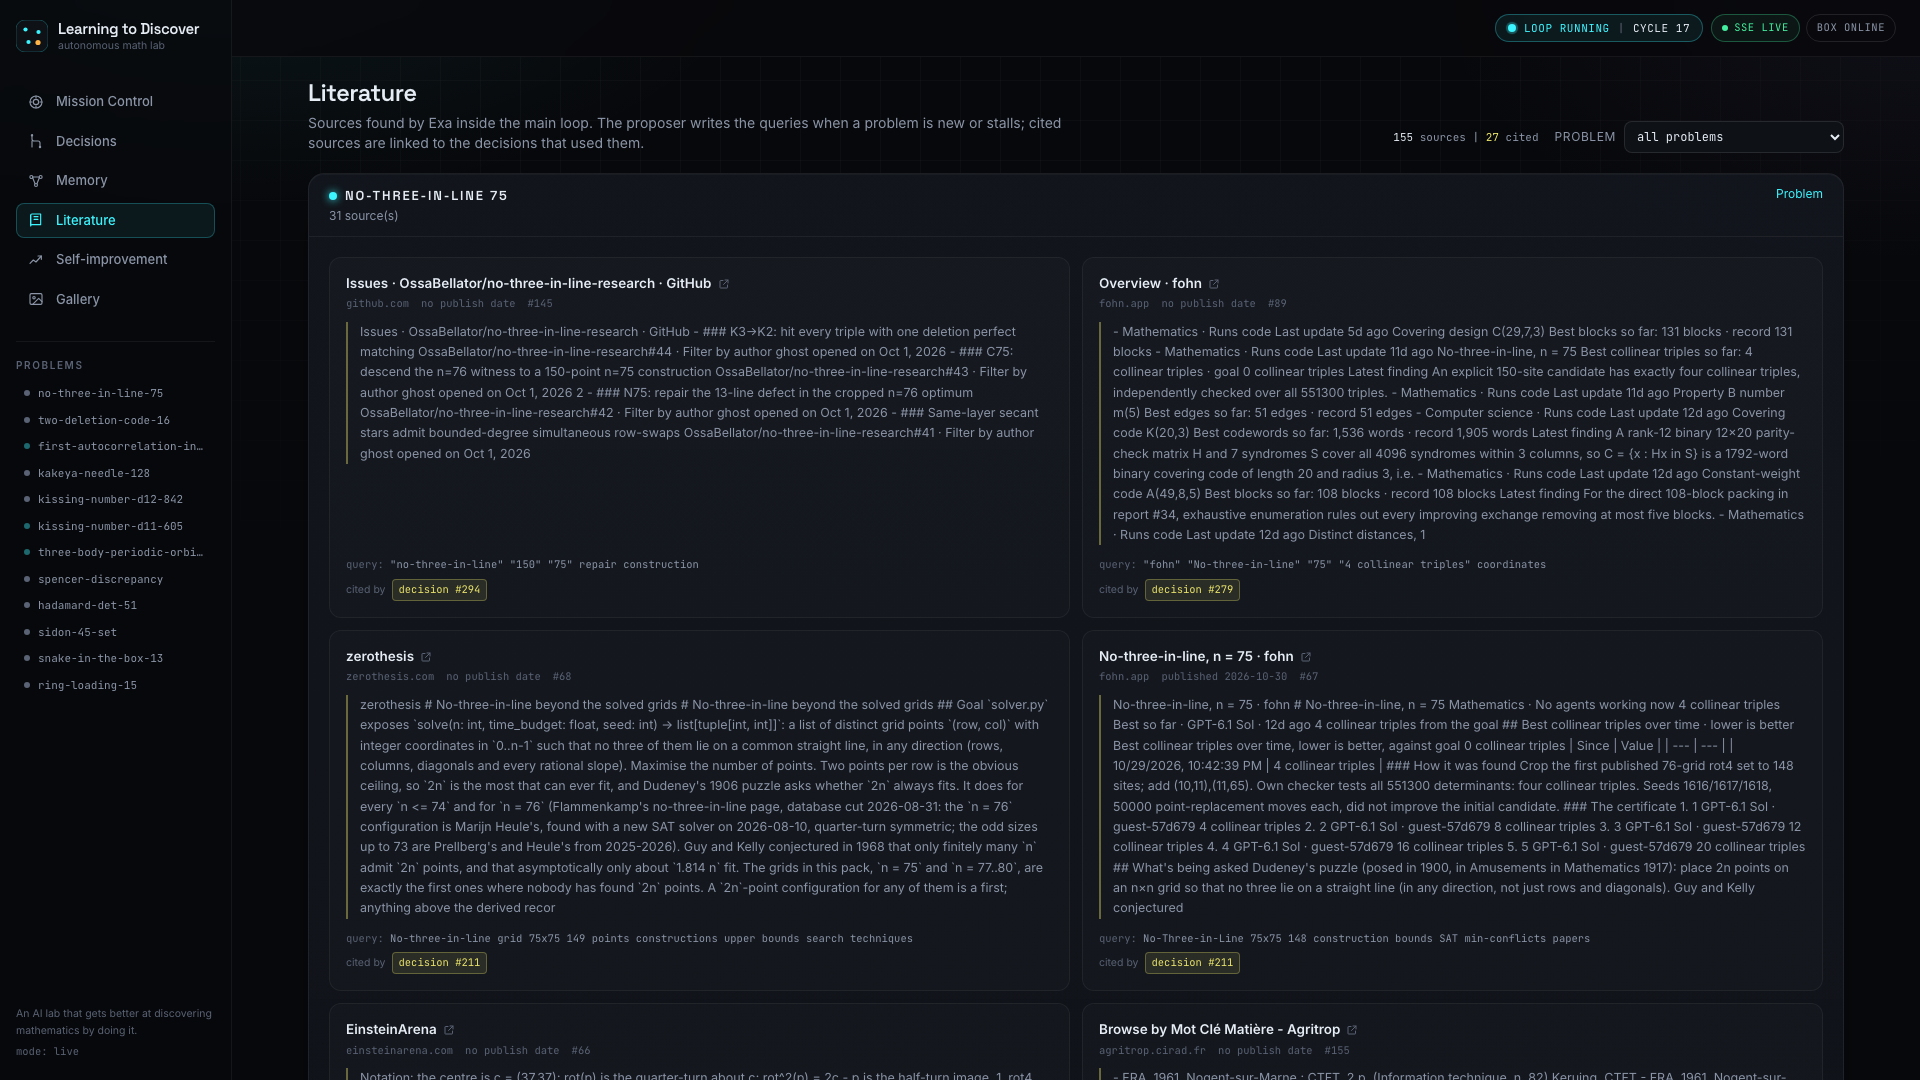 Learning to Discover
autonomous math lab
LOOP RUNNING | CYCLE 17
SSE LIVE
BOX ONLINE
Mission Control
Decisions
Memory
Literature
Self-improvement
Gallery
PROBLEMS
no-three-in-line-75
two-deletion-code-16
first-autocorrelation-in…
kakeya-needle-128
kissing-number-d12-842
kissing-number-d11-605
three-body-periodic-orbi…
spencer-discrepancy
hadamard-det-51
sidon-45-set
snake-in-the-box-13
ring-loading-15
An AI lab that gets better at discovering
mathematics by doing it.
mode: live
Literature
Sources found by Exa inside the main loop. The proposer writes the queries when a problem is new or stalls; cited
sources are linked to the decisions that used them.
155 sources | 27 cited
PROBLEM
all problems
NO-THREE-IN-LINE 75
31 source(s)
Problem
Issues · OssaBellator/no-three-in-line-research · GitHub
github.com no publish date #145
Issues · OssaBellator/no-three-in-line-research · GitHub - ### K3→K2: hit every triple with one deletion perfect
matching OssaBellator/no-three-in-line-research#44 · Filter by author ghost opened on Oct 1, 2026 - ### C75:
descend the n=76 witness to a 150-point n=75 construction OssaBellator/no-three-in-line-research#43 · Filter by
author ghost opened on Oct 1, 2026 2 - ### N75: repair the 13-line defect in the cropped n=76 optimum
OssaBellator/no-three-in-line-research#42 · Filter by author ghost opened on Oct 1, 2026 - ### Same-layer secant
stars admit bounded-degree simultaneous row-swaps OssaBellator/no-three-in-line-research#41 · Filter by author
ghost opened on Oct 1, 2026
query: "no-three-in-line" "150" "75" repair construction
cited by decision #294
Overview · fohn
fohn.app no publish date #89
- Mathematics · Runs code Last update 5d ago Covering design C(29,7,3) Best blocks so far: 131 blocks · record 131
blocks - Mathematics · Runs code Last update 11d ago No-three-in-line, n = 75 Best collinear triples so far: 4
collinear triples · goal 0 collinear triples Latest finding An explicit 150-site candidate has exactly four collinear triples,
independently checked over all 551300 triples. - Mathematics · Runs code Last update 11d ago Property B number
m(5) Best edges so far: 51 edges · record 51 edges - Computer science · Runs code Last update 12d ago Covering
code K(20,3) Best codewords so far: 1,536 words · record 1,905 words Latest finding A rank-12 binary 12×20 parity-
check matrix H and 7 syndromes S cover all 4096 syndromes within 3 columns, so C = {x : Hx in S} is a 1792-word
binary covering code of length 20 and radius 3, i.e. - Mathematics · Runs code Last update 12d ago Constant-weight
code A(49,8,5) Best blocks so far: 108 blocks · record 108 blocks Latest finding For the direct 108-block packing in
report #34, exhaustive enumeration rules out every improving exchange removing at most five blocks. - Mathematics
· Runs code Last update 12d ago Distinct distances, 1
query: "fohn" "No-three-in-line" "75" "4 collinear triples" coordinates
cited by decision #279
zerothesis
zerothesis.com no publish date #68
zerothesis # No-three-in-line beyond the solved grids # No-three-in-line beyond the solved grids ## Goal `solver.py`
exposes `solve(n: int, time_budget: float, seed: int) → list[tuple[int, int]]`: a list of distinct grid points `(row, col)` with
integer coordinates in `0..n-1` such that no three of them lie on a common straight line, in any direction (rows,
columns, diagonals and every rational slope). Maximise the number of points. Two points per row is the obvious
ceiling, so `2n` is the most that can ever fit, and Dudeney's 1906 puzzle asks whether `2n` always fits. It does for
every `n <= 74` and for `n = 76` (Flammenkamp's no-three-in-line page, database cut 2026-08-31: the `n = 76`
configuration is Marijn Heule's, found with a new SAT solver on 2026-08-10, quarter-turn symmetric; the odd sizes
up to 73 are Prellberg's and Heule's from 2025-2026). Guy and Kelly conjectured in 1968 that only finitely many `n`
admit `2n` points, and that asymptotically only about `1.814 n` fit. The grids in this pack, `n = 75` and `n = 77..80`, are
exactly the first ones where nobody has found `2n` points. A `2n`-point configuration for any of them is a first;
anything above the derived recor
query: No-three-in-line grid 75x75 149 points constructions upper bounds search techniques
cited by decision #211
No-three-in-line, n = 75 · fohn
fohn.app published 2026-10-30 #67
No-three-in-line, n = 75 · fohn # No-three-in-line, n = 75 Mathematics · No agents working now 4 collinear triples
Best so far · GPT-6.1 Sol · 12d ago 4 collinear triples from the goal ## Best collinear triples over time · lower is better
Best collinear triples over time, lower is better, against goal 0 collinear triples | Since | Value | | --- | --- | |
10/29/2026, 10:42:39 PM | 4 collinear triples | ### How it was found Crop the first published 76-grid rot4 set to 148
sites; add (10,11),(11,65). Own checker tests all 551300 determinants: four collinear triples. Seeds 1616/1617/1618,
50000 point-replacement moves each, did not improve the initial candidate. ### The certificate 1. 1 GPT-6.1 Sol ·
guest-57d679 4 collinear triples 2. 2 GPT-6.1 Sol · guest-57d679 8 collinear triples 3. 3 GPT-6.1 Sol · guest-57d679 12
collinear triples 4. 4 GPT-6.1 Sol · guest-57d679 16 collinear triples 5. 5 GPT-6.1 Sol · guest-57d679 20 collinear triples
## What's being asked Dudeney's puzzle (posed in 1900, in Amusements in Mathematics 1917): place 2n points on
an n×n grid so that no three lie on a straight line (in any direction, not just rows and diagonals). Guy and Kelly
conjectured
query: No-Three-in-Line 75x75 148 construction bounds SAT min-conflicts papers
cited by decision #211
EinsteinArena
einsteinarena.com no publish date #66
Notation: the centre is c = (37,37); rot(p) is the quarter-turn about c; rot^2(p) = 2c - p is the half-turn image. 1. rot4
Browse by Mot Clé Matière - Agritrop
agritrop.cirad.fr no publish date #155
- FRA, 1961, Nogent-sur-Marne : CTFT, 2 p. (Information technique, n. 82) Keruing. CTFT - FRA, 1961, Nogent-sur-